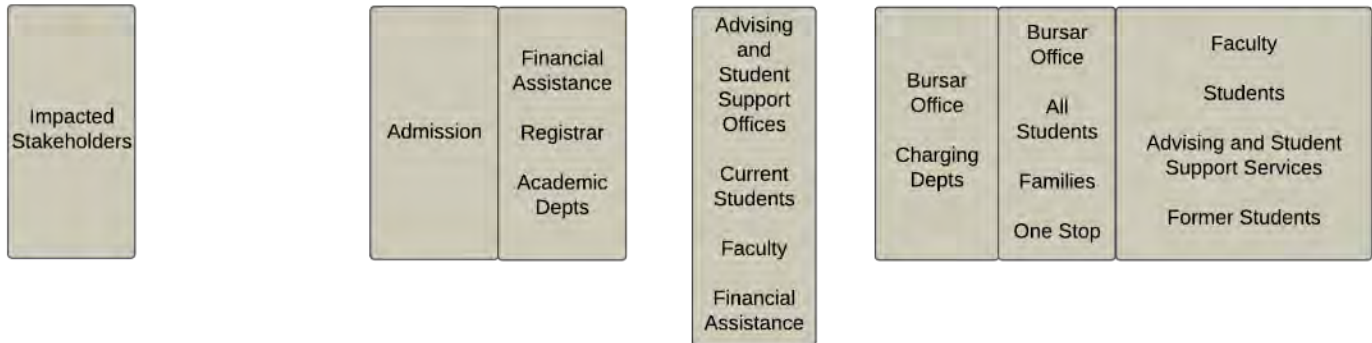 Impacted
Stakeholders
Admission
Financial
Assistance
Registrar
Academic
Depts
Advising
and
Student
Support
Offices
Current
Students
Faculty
Financial
Assistance
Bursar
Office
Charging
Depts
Bursar
Office
All
Students
Families
One Stop
Faculty
Students
Advising and Student
Support Services
Former Students